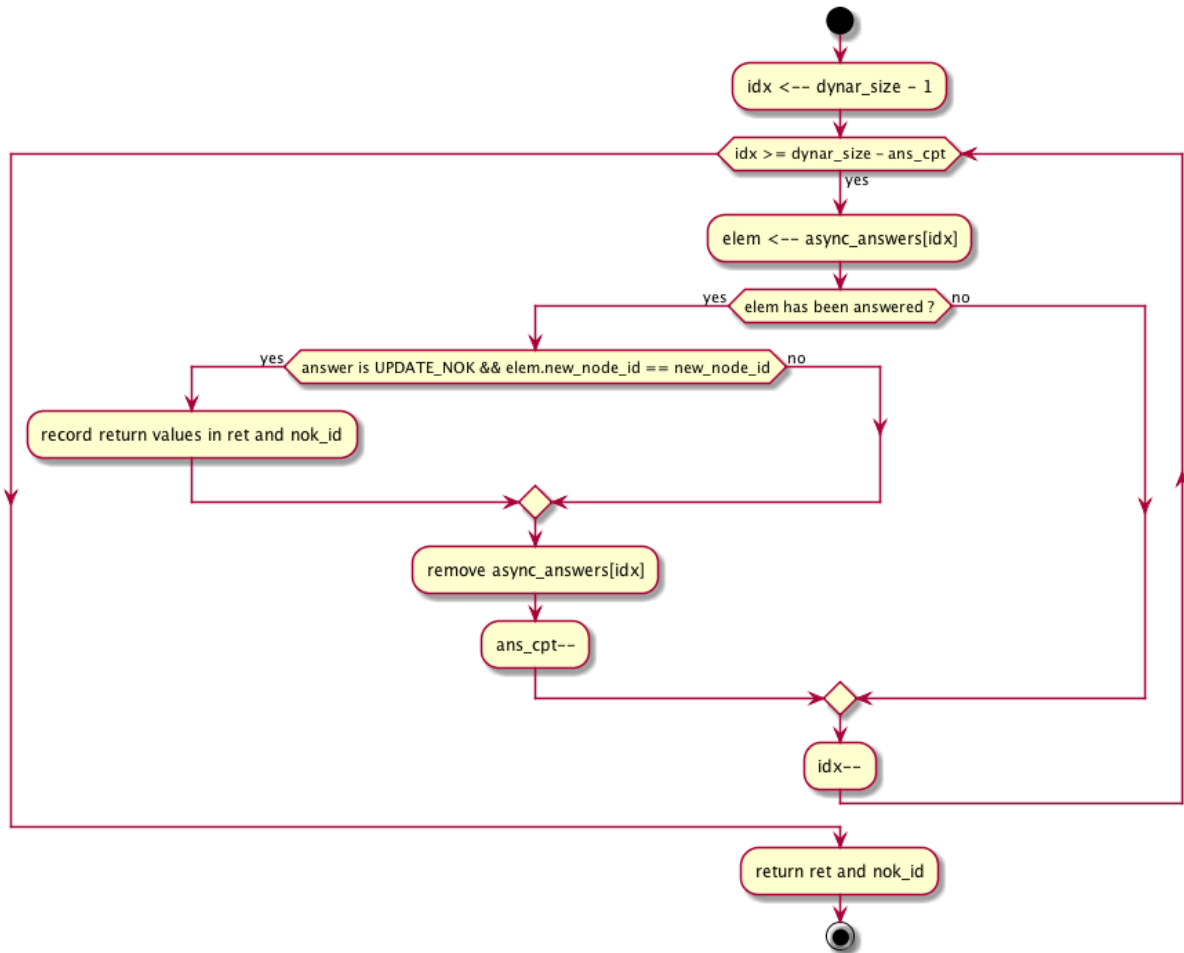 idx <-- dynar_size - 1
idx >= dynar_size - ans_cpt
yes
elem <-- async_answers[idx]
yes
elem has been answered ?
no
yes
answer is UPDATE_NOK && elem.new_node_id == new_node_id
no
record return values in ret and nok_id
remove async_answers[idx]
ans_cpt--
idx--
return ret and nok_id